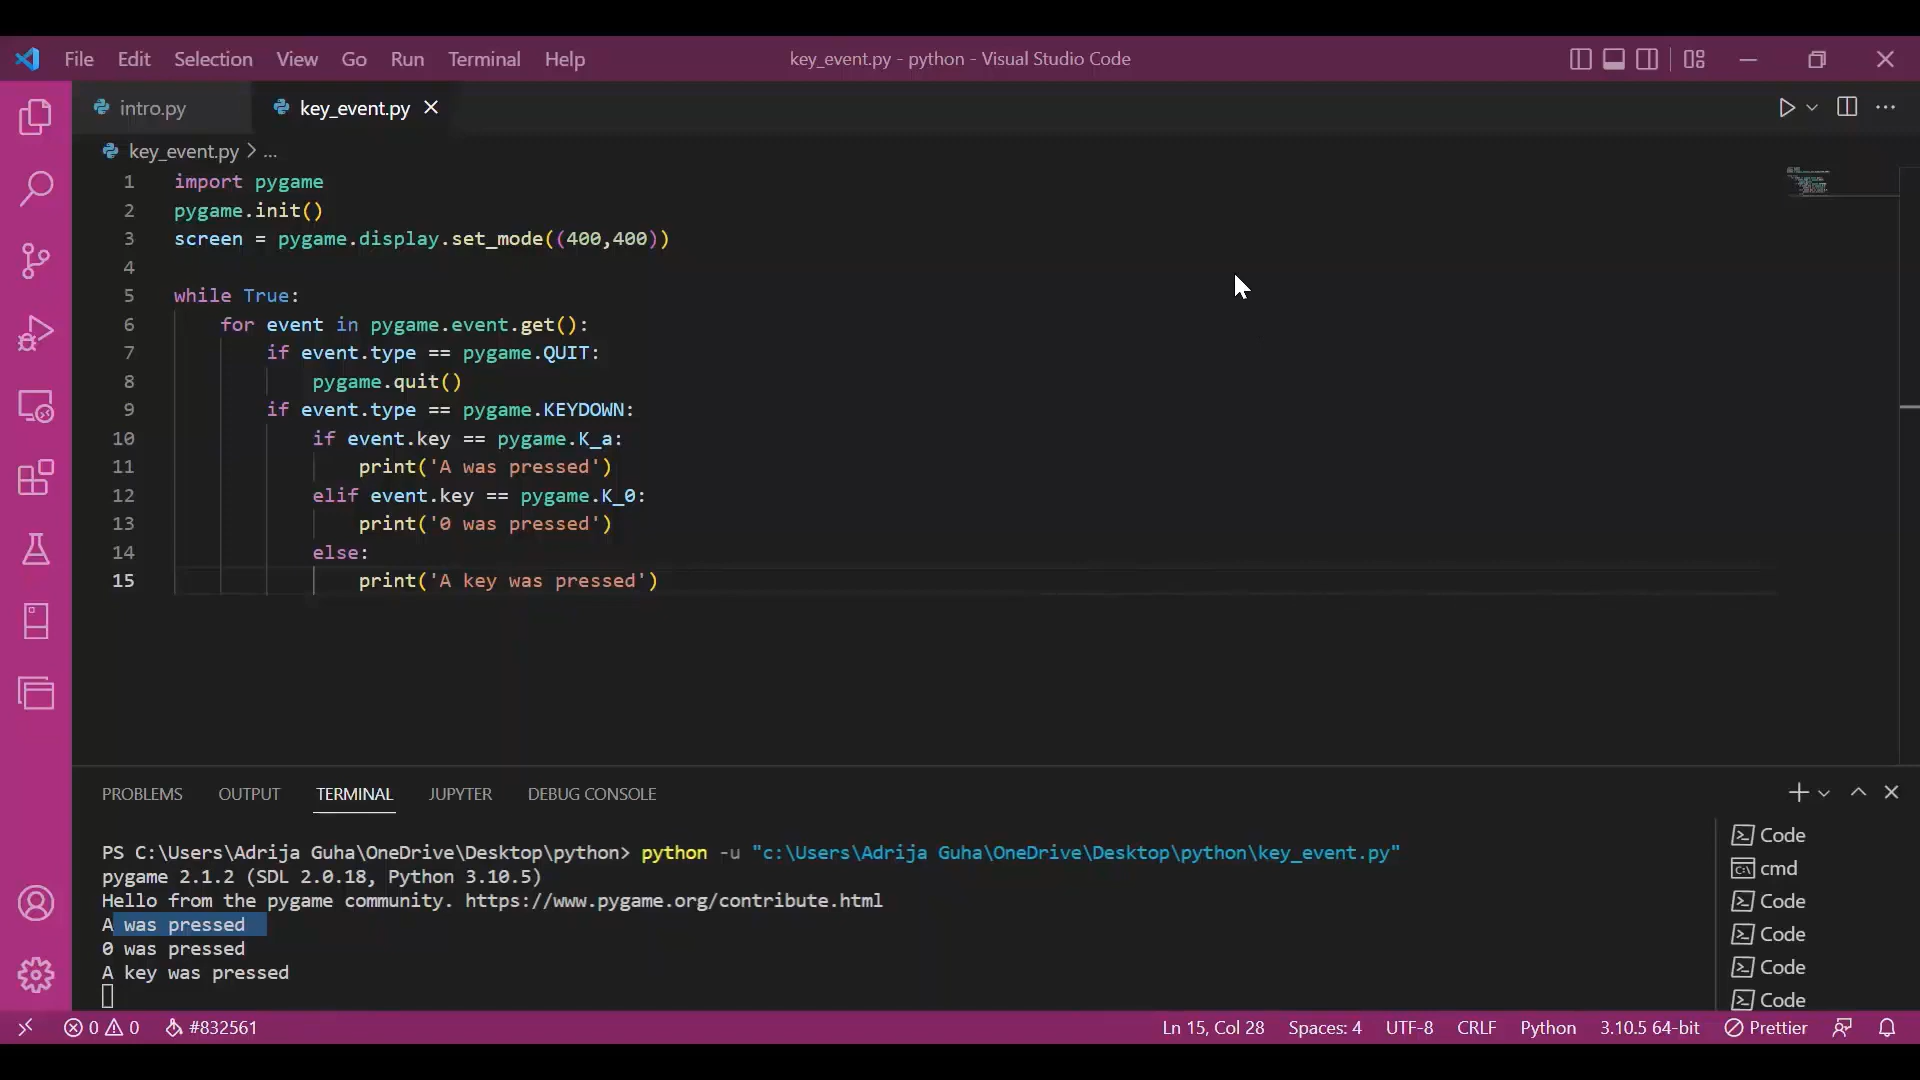 File Edit Selection View Go Run Terminal Help key_event.py - python - Visual Studio Code
intro.py key_event.py
key_event.py > ...
1 import pygame
2 pygame.init()
3 screen = pygame.display.set_mode((400,400))
4
5 while True:
6 for event in pygame.event.get():
7 if event.type == pygame.QUIT:
8 pygame.quit()
9 if event.type == pygame.KEYDOWN:
10 if event.key == pygame.K_a:
11 print('A was pressed')
12 elif event.key == pygame.K_0:
13 print('0 was pressed')
14 else:
15 print('A key was pressed')
PROBLEMS OUTPUT TERMINAL JUPYTER DEBUG CONSOLE
PS C:\Users\Adrija Guha\OneDrive\Desktop\python> python -u "c:\Users\Adrija Guha\OneDrive\Desktop\python\key_event.py"
pygame 2.1.2 (SDL 2.0.18, Python 3.10.5)
Hello from the pygame community. https://www.pygame.org/contribute.html
A was pressed
0 was pressed
A key was pressed
Code
cmd
Code
Code
Code
Code
0 0 #832561 Ln 15, Col 28 Spaces: 4 UTF-8 CRLF Python 3.10.5 64-bit Prettier